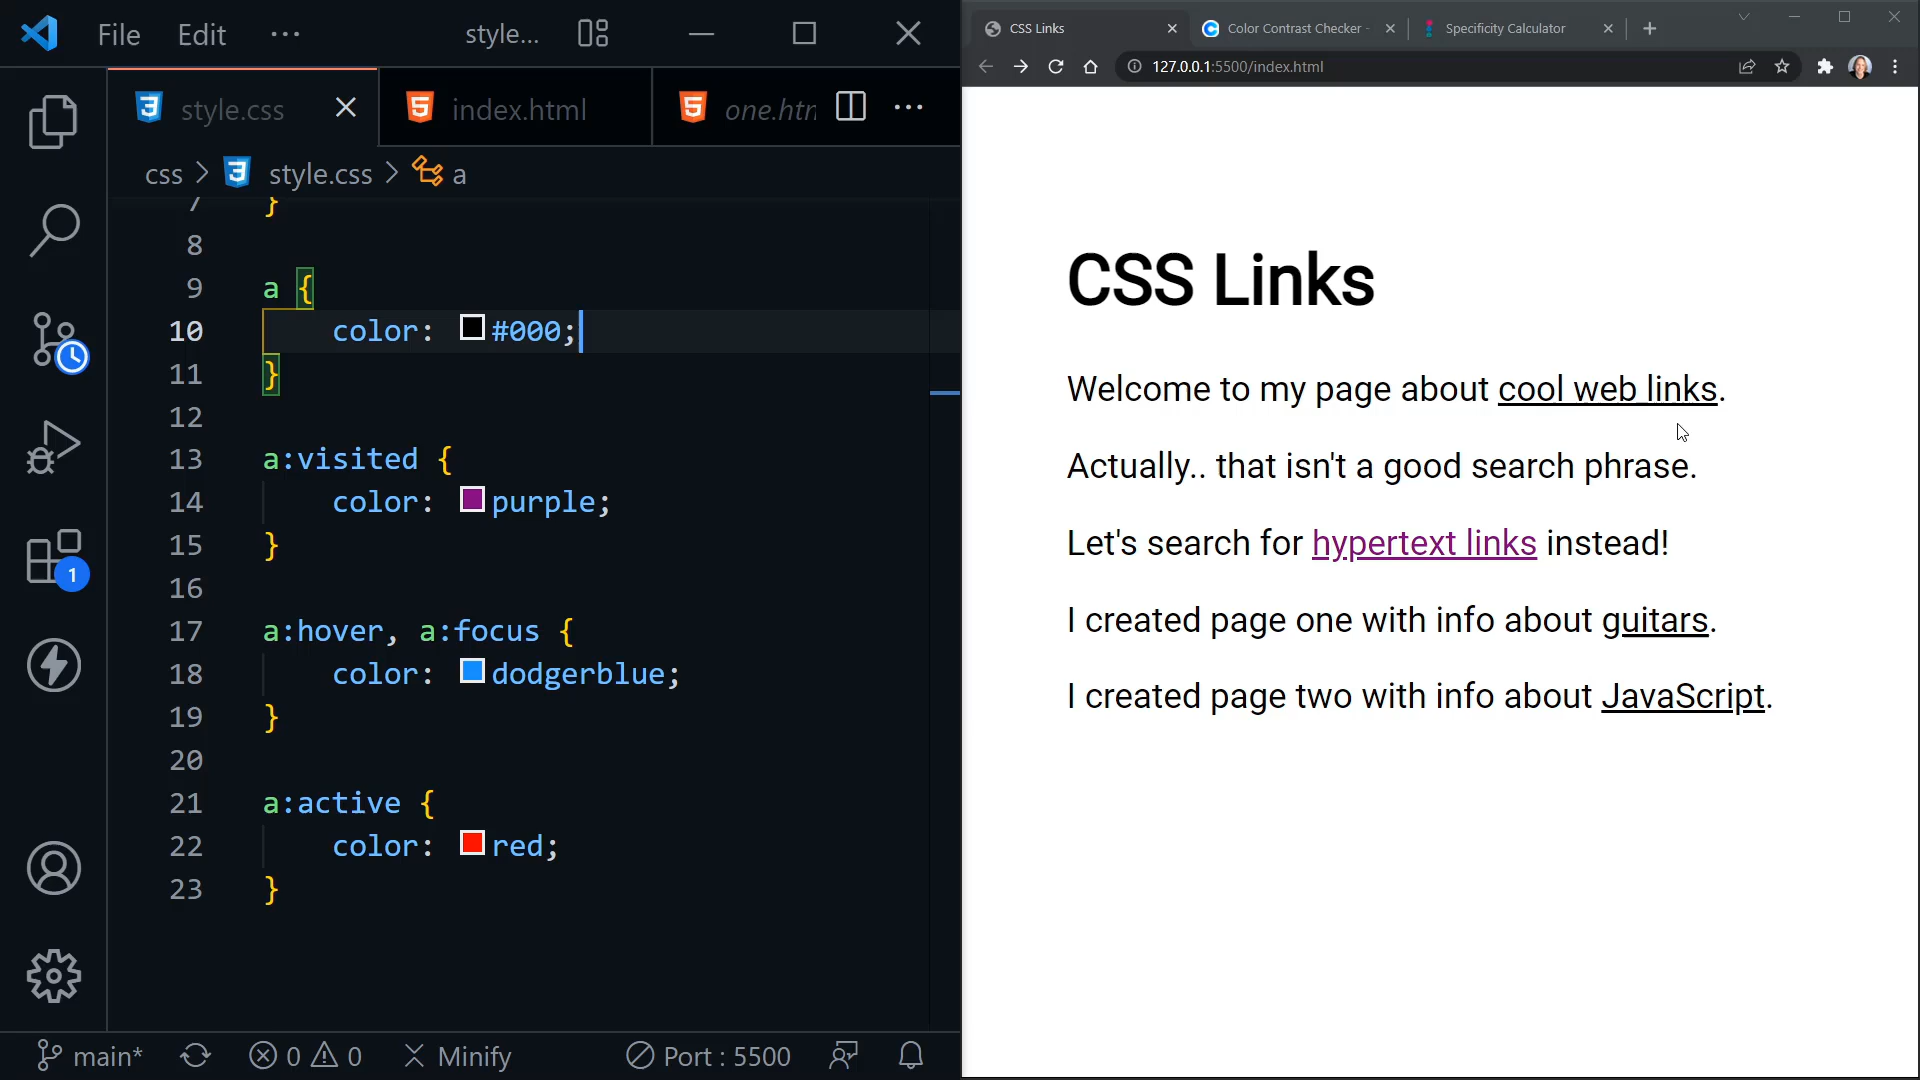 File Edit ··· style...
style.css index.html one.htm
css > style.css > a
7 }
8
9 a {
10 color: #000;
11 }
12
13 a:visited {
14 color: purple;
15 }
16
17 a:hover, a:focus {
18 color: dodgerblue;
19 }
20
21 a:active {
22 color: red;
23 }
1
main* 0 0 Minify Port : 5500
CSS Links Color Contrast Checker - Specificity Calculator
127.0.0.1:5500/index.html
CSS Links
Welcome to my page about cool web links.
Actually.. that isn't a good search phrase.
Let's search for hypertext links instead!
I created page one with info about guitars.
I created page two with info about JavaScript.